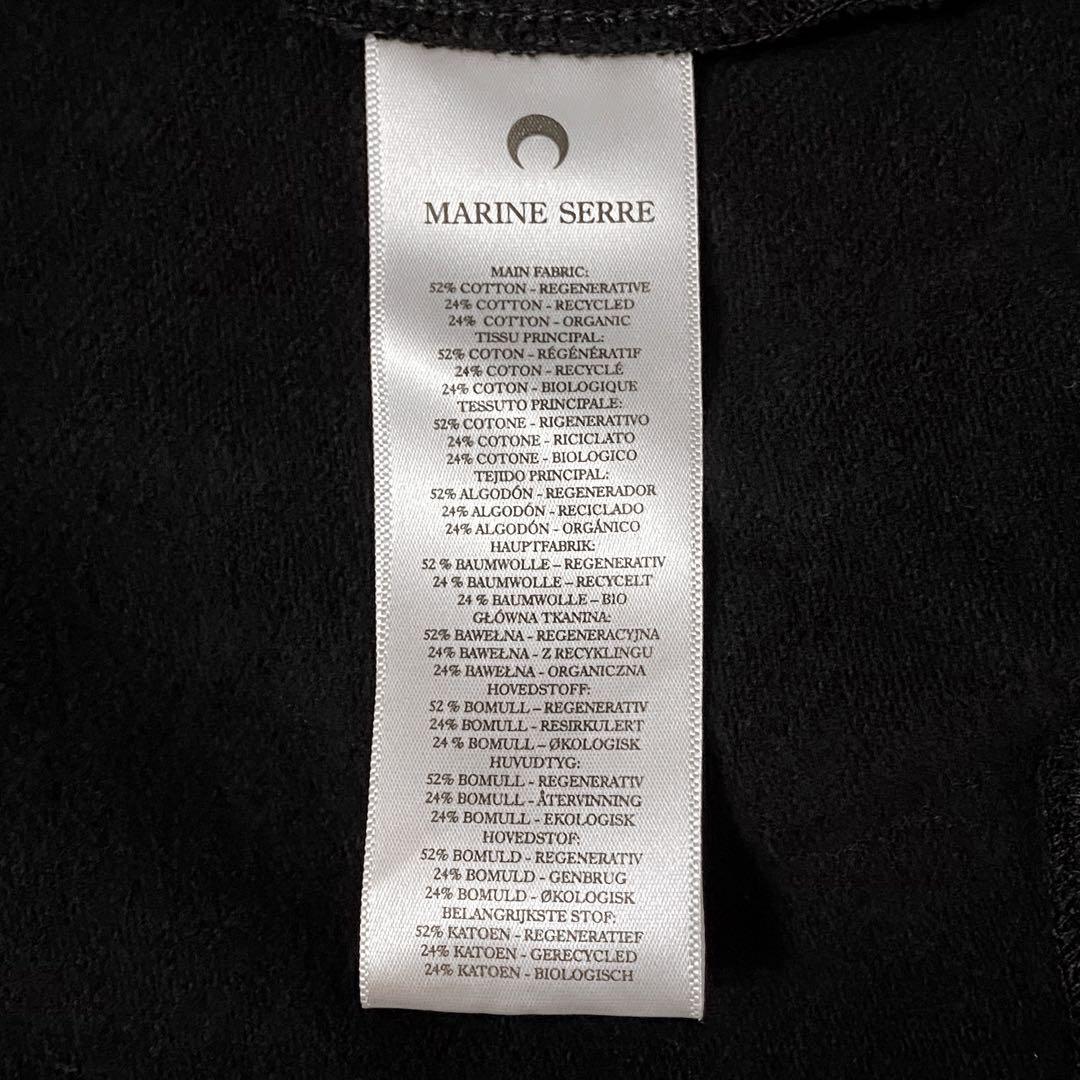 MARINE SERRE
MAIN FABRIC:
52% COTTON - REGENERATIVE
24% COTTON - RECYCLED
24% COTTON - ORGANIC
TISSU PRINCIPAL:
52% COTON - RÉGÉNÉRATIF
24% COTON - RECYCLÉ
24% COTON - BIOLOGIQUE
TESSUTO PRINCIPALE:
52% COTONE - RIGENERATIVO
24% COTONE - RICICLATO
24% COTONE - BIOLOGICO
TEJIDO PRINCIPAL:
52% ALGODÓN - REGENERADOR
24% ALGODÓN - RECICLADO
24% ALGODÓN - ORGÁNICO
HAUPTFABRIK:
52 % BAUMWOLLE – REGENERATIV
24 % BAUMWOLLE – RECYCELT
24 % BAUMWOLLE – BIO
GŁÓWNA TKANINA:
52% BAWEŁNA - REGENERACYJNA
24% BAWEŁNA - Z RECYKLINGU
24% BAWEŁNA - ORGANICZNA
HOVEDSTOFF:
52 % BOMULL – REGENERATIV
24% BOMULL - RESIRKULERT
24 % BOMULL – ØKOLOGISK
HUVUDTYG:
52% BOMULL - REGENERATIV
24% BOMULL - ÅTERVINNING
24% BOMULL - EKOLOGISK
HOVEDSTOF:
52% BOMULD - REGENERATIV
24% BOMULD - GENBRUG
24% BOMULD - ØKOLOGISK
BELANGRIJKSTE STOF:
52% KATOEN - REGENERATIEF
24% KATOEN - GERECYCLED
24% KATOEN - BIOLOGISCH